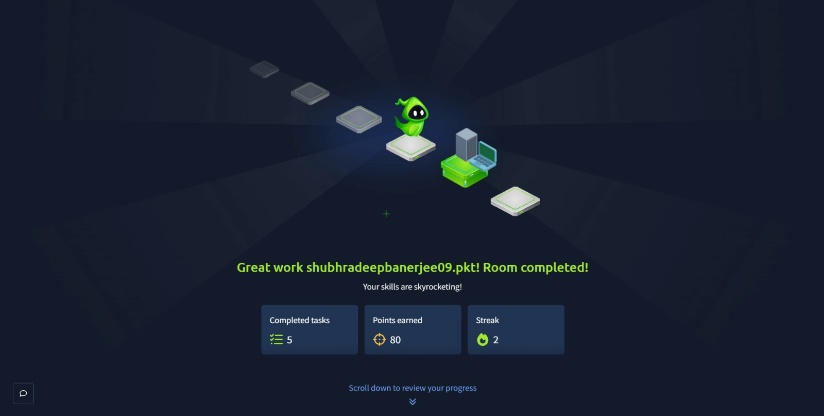 Great work shubhradeepbanerjee09.pkt! Room completed!
Your skills are skyrocketing!
Completed tasks
5
Points earned
80
Streak
2
Scroll down to review your progress